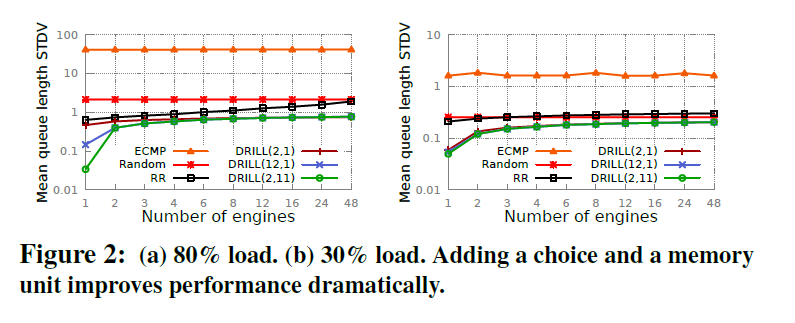 Mean queue length STDV
100
10
1
0.1
0.01
ECMP
Random
RR
DRILL(2,1)
DRILL(12,1)
DRILL(2,11)
1 2 4 6 8 12 16 24 48
Number of engines
Mean queue length STDV
10
1
0.1
0.01
ECMP
Random
RR
DRILL(2,1)
DRILL(12,1)
DRILL(2,11)
1 2 3 4 6 8 12 16 24 48
Number of engines
Figure 2: (a) 80% load. (b) 30% load. Adding a choice and a memory
unit improves performance dramatically.